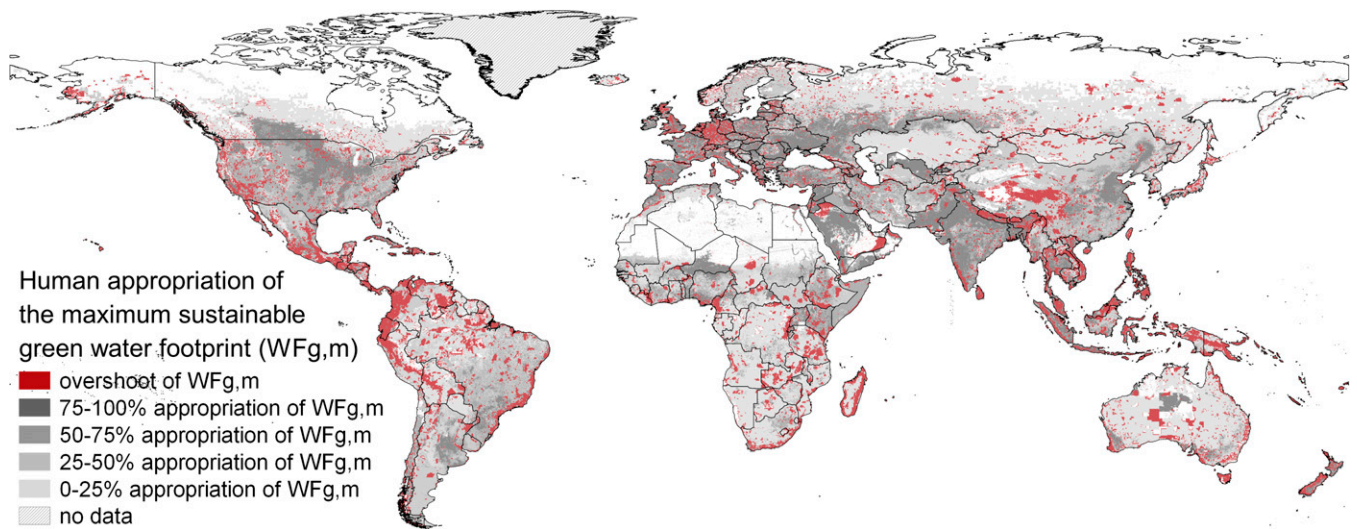 Human appropriation of
the maximum sustainable
green water footprint (WFg,m)
overshoot of WFg,m
75-100% appropriation of WFg,m
50-75% appropriation of WFg,m
25-50% appropriation of WFg,m
0-25% appropriation of WFg,m
no data